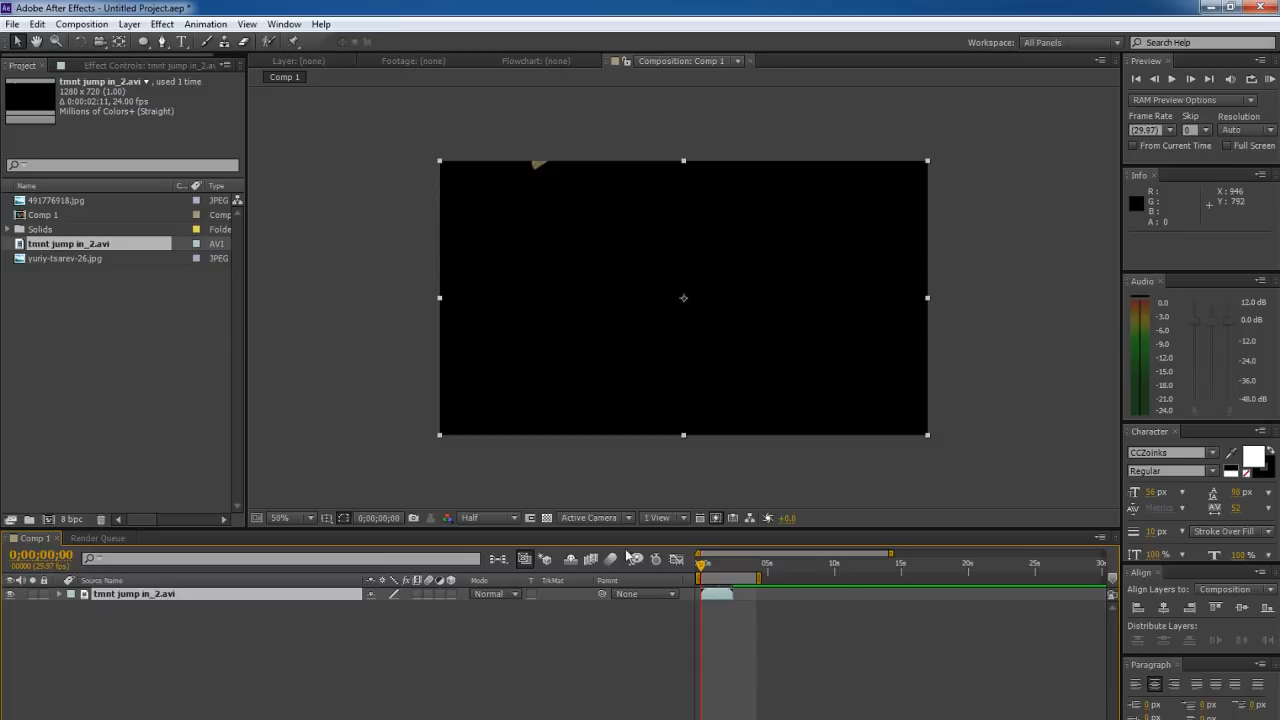 Adobe After Effects - Untitled Project.aep *
File Edit Composition Layer Effect Animation View Window Help
Workspace: All Panels Search Help
Project Effect Controls: tmnt jump in_2.av
Layer: (none) Footage: (none) Flowchart: (none) Composition: Comp 1
Preview
tmnt jump in_2.avi , used 1 time
1280 x 720 (1.00)
Δ 0:00:02:11, 24.00 fps
Millions of Colors+ (Straight)
Comp 1
RAM Preview Options
Frame Rate Skip Resolution
(29.97) 0 Auto
From Current Time Full Screen
Info
R :
G :
B :
A : 0
X : 946
Y : 792
Name C... Type
491776918.jpg JPEG
Comp 1 Comp
Solids Folde
tmnt jump in_2.avi AVI
yuriy-tsarev-26.jpg JPEG
Audio
0.0
-3.0
-6.0
-9.0
-12.0
-15.0
-18.0
-21.0
-24.0
12.0 dB
0.0 dB
-12.0
-24.0
-36.0
-48.0 dB
Character
CCZoinks
Regular
56 px 98 px
Metrics 52
10 px Stroke Over Fill
100 % 100 %
8 bpc
50% 0;00;00;00 Half Active Camera 1 View +0.0
Comp 1 Render Queue
0;00;00;00
00000 (29.97 fps)
05s 10s 15s 20s 25s 30s
Source Name Mode T TrkMat Parent
tmnt jump in_2.avi Normal None
Align
Align Layers to: Composition
Distribute Layers:
Paragraph
0 px 0 px 0 px